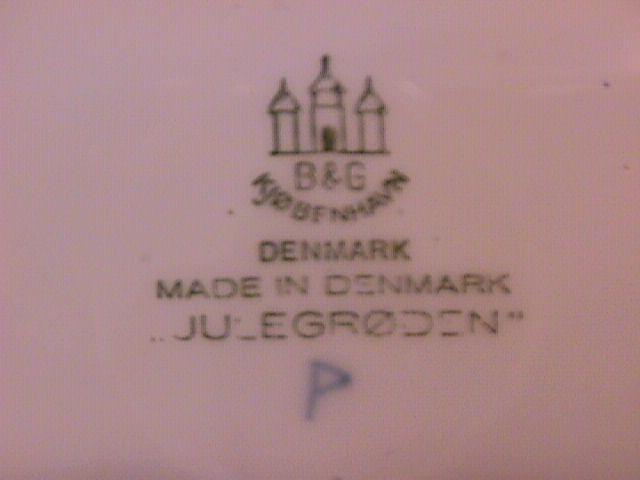 B&G
KJØBENHAVN
DENMARK
MADE IN DENMARK
„JULEGRØDEN"
P